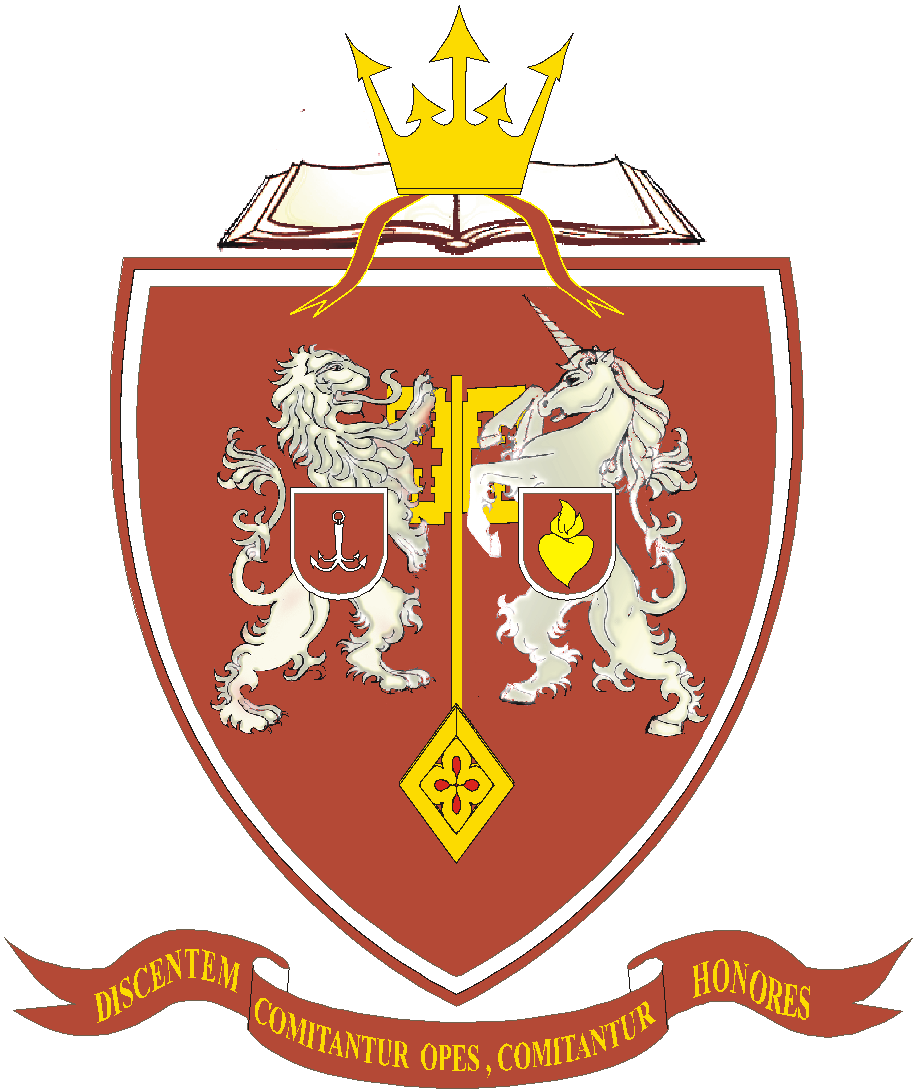 DISCENTEM
COMITANTUR OPES, COMITANTUR
HONORES